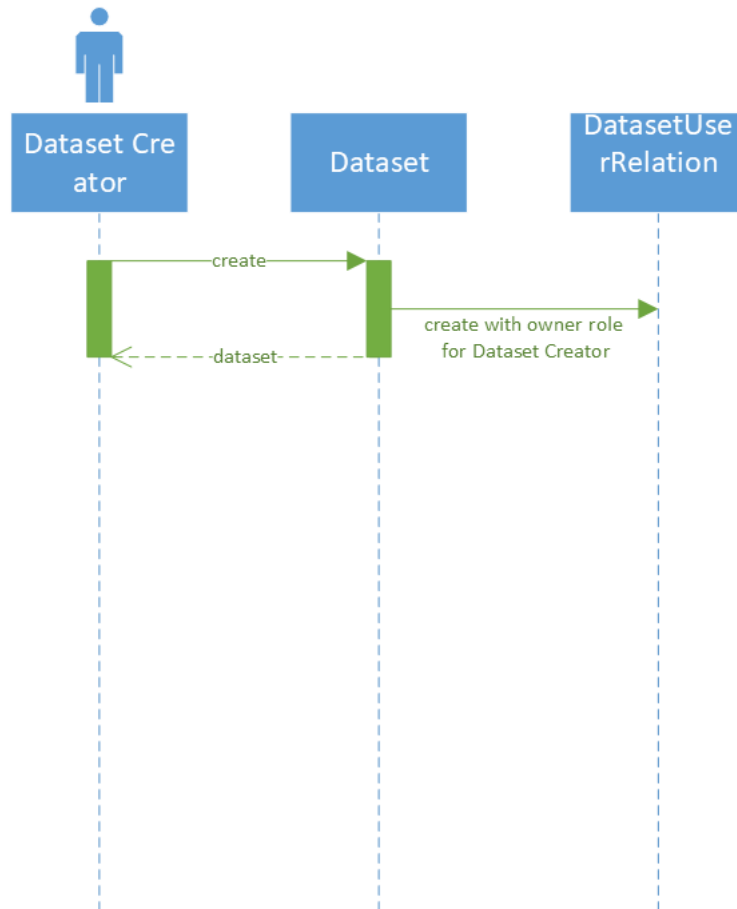 Dataset Cre
ator
Dataset
DatasetUse
rRelation
create
create with owner role
for Dataset Creator
dataset